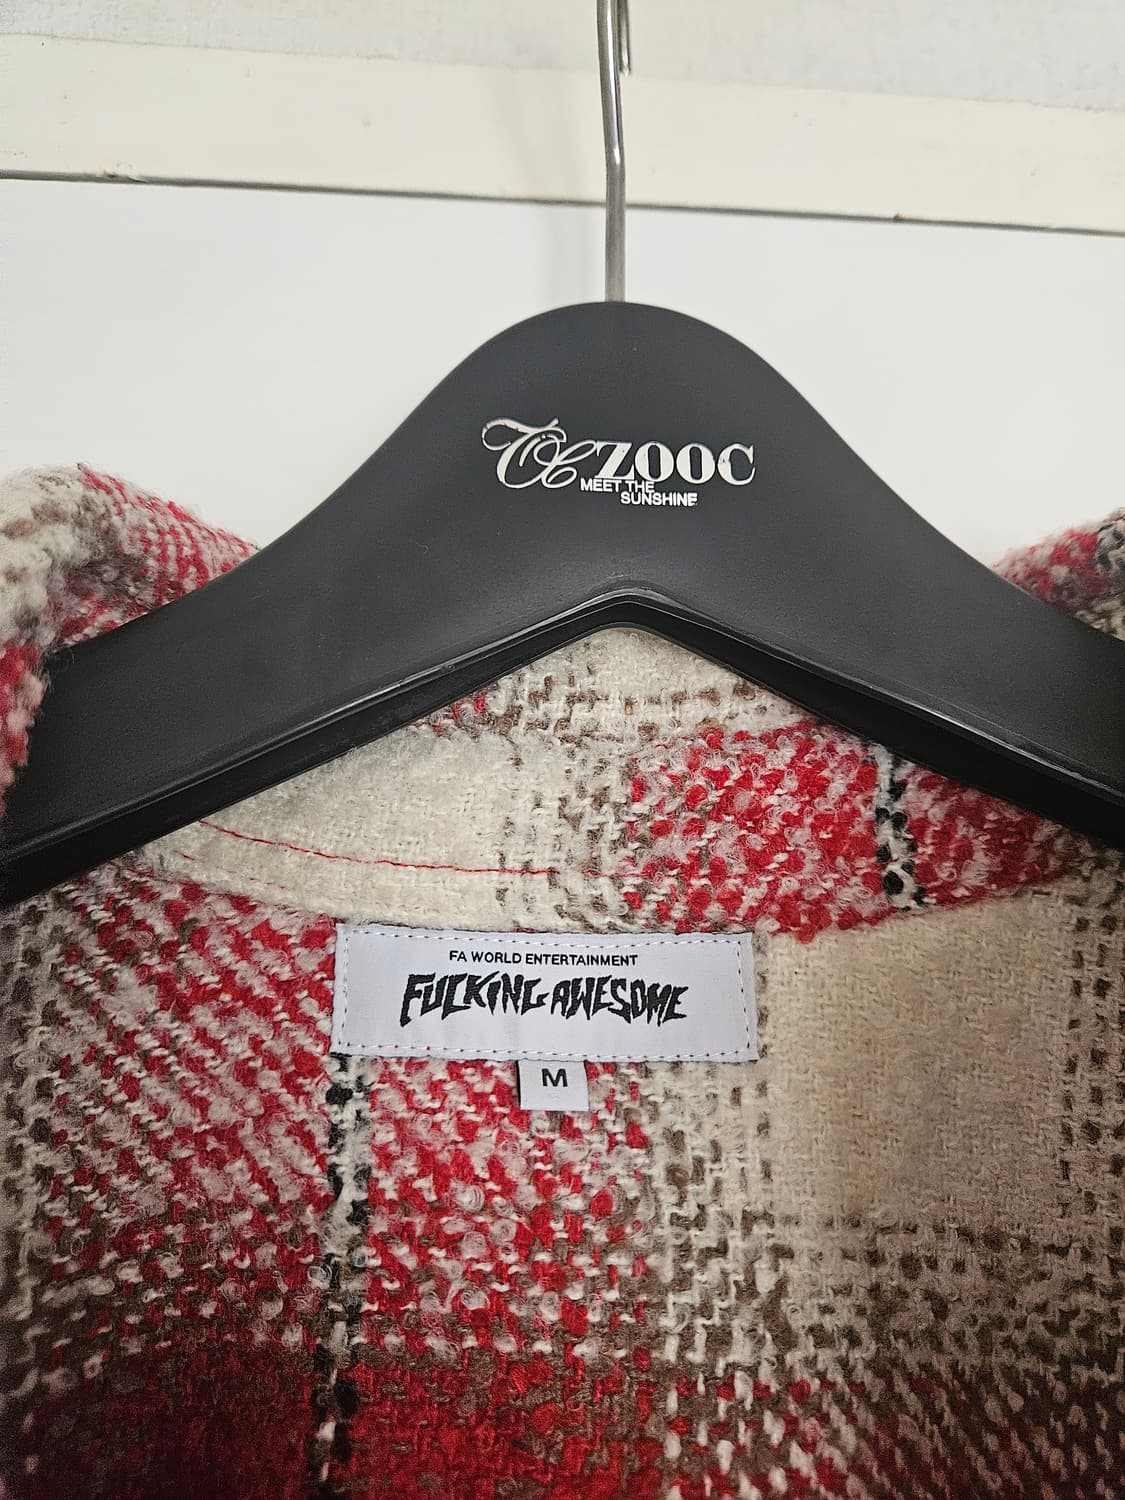 ZOOC
MEET THE
SUNSHINE
FA WORLD ENTERTAINMENT
FUCKING AWESOME
M